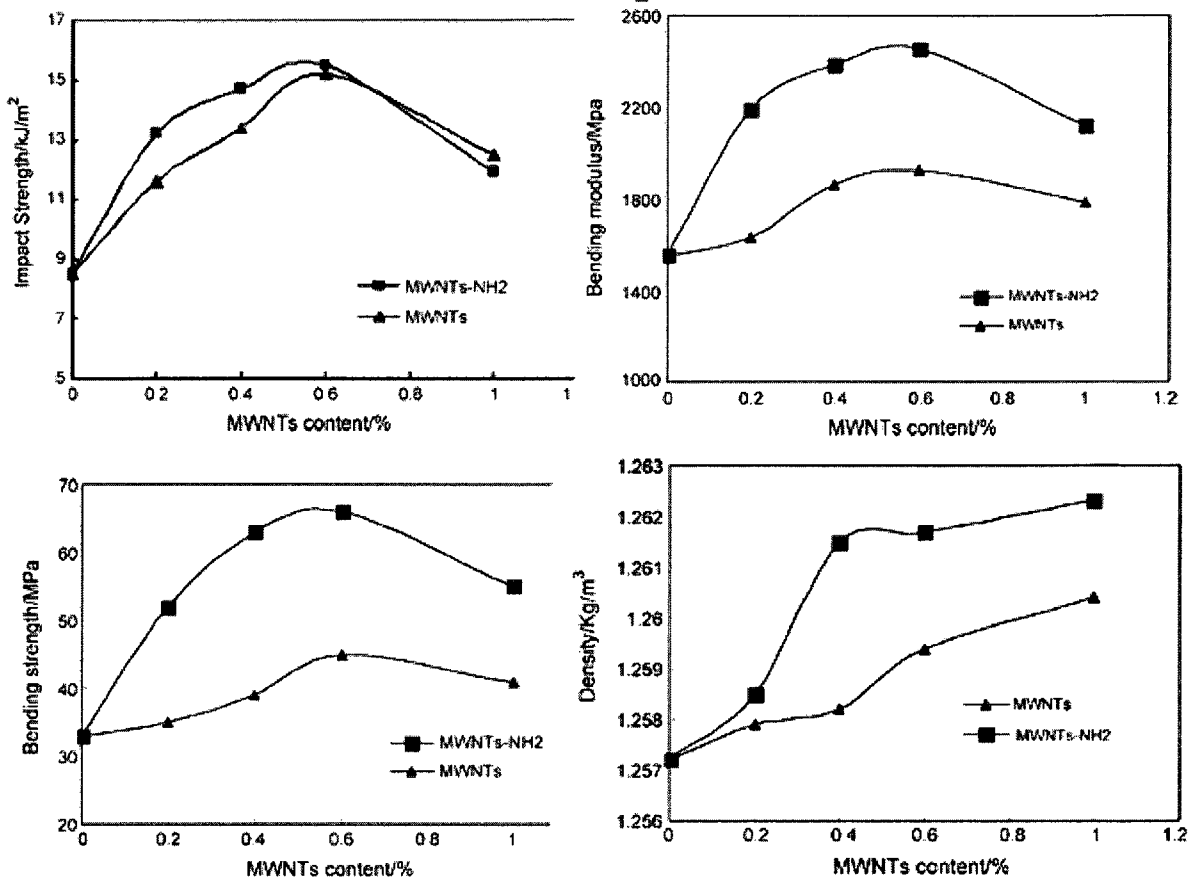 17
15
13
11
9
7
5
Impact Strength/kJ/m²
MWNTs-NH2
MWNTs
0 0 2 0 4 0 6 0 8 1 1
MWNTs content/%
2600
2200
1800
1400
1000
Bending modulus/Mpa
MWNTs-NH2
MWNTs
0 0.2 0.4 0.6 0.8 1 1.2
MWNTs content/%
70
60
50
40
30
20
Bending strength/MPa
MWNTs-NH2
MWNTs
0 0.2 0.4 0.6 0 8 1
MWNTs content/%
1.263
1.262
1.261
1.26
1.259
1.258
1.257
1.256
Density/Kg/m³
MWNTs
MWNTs-NH2
0 0.2 0 4 0.6 0.8 1 1.2
MWNTs content/%